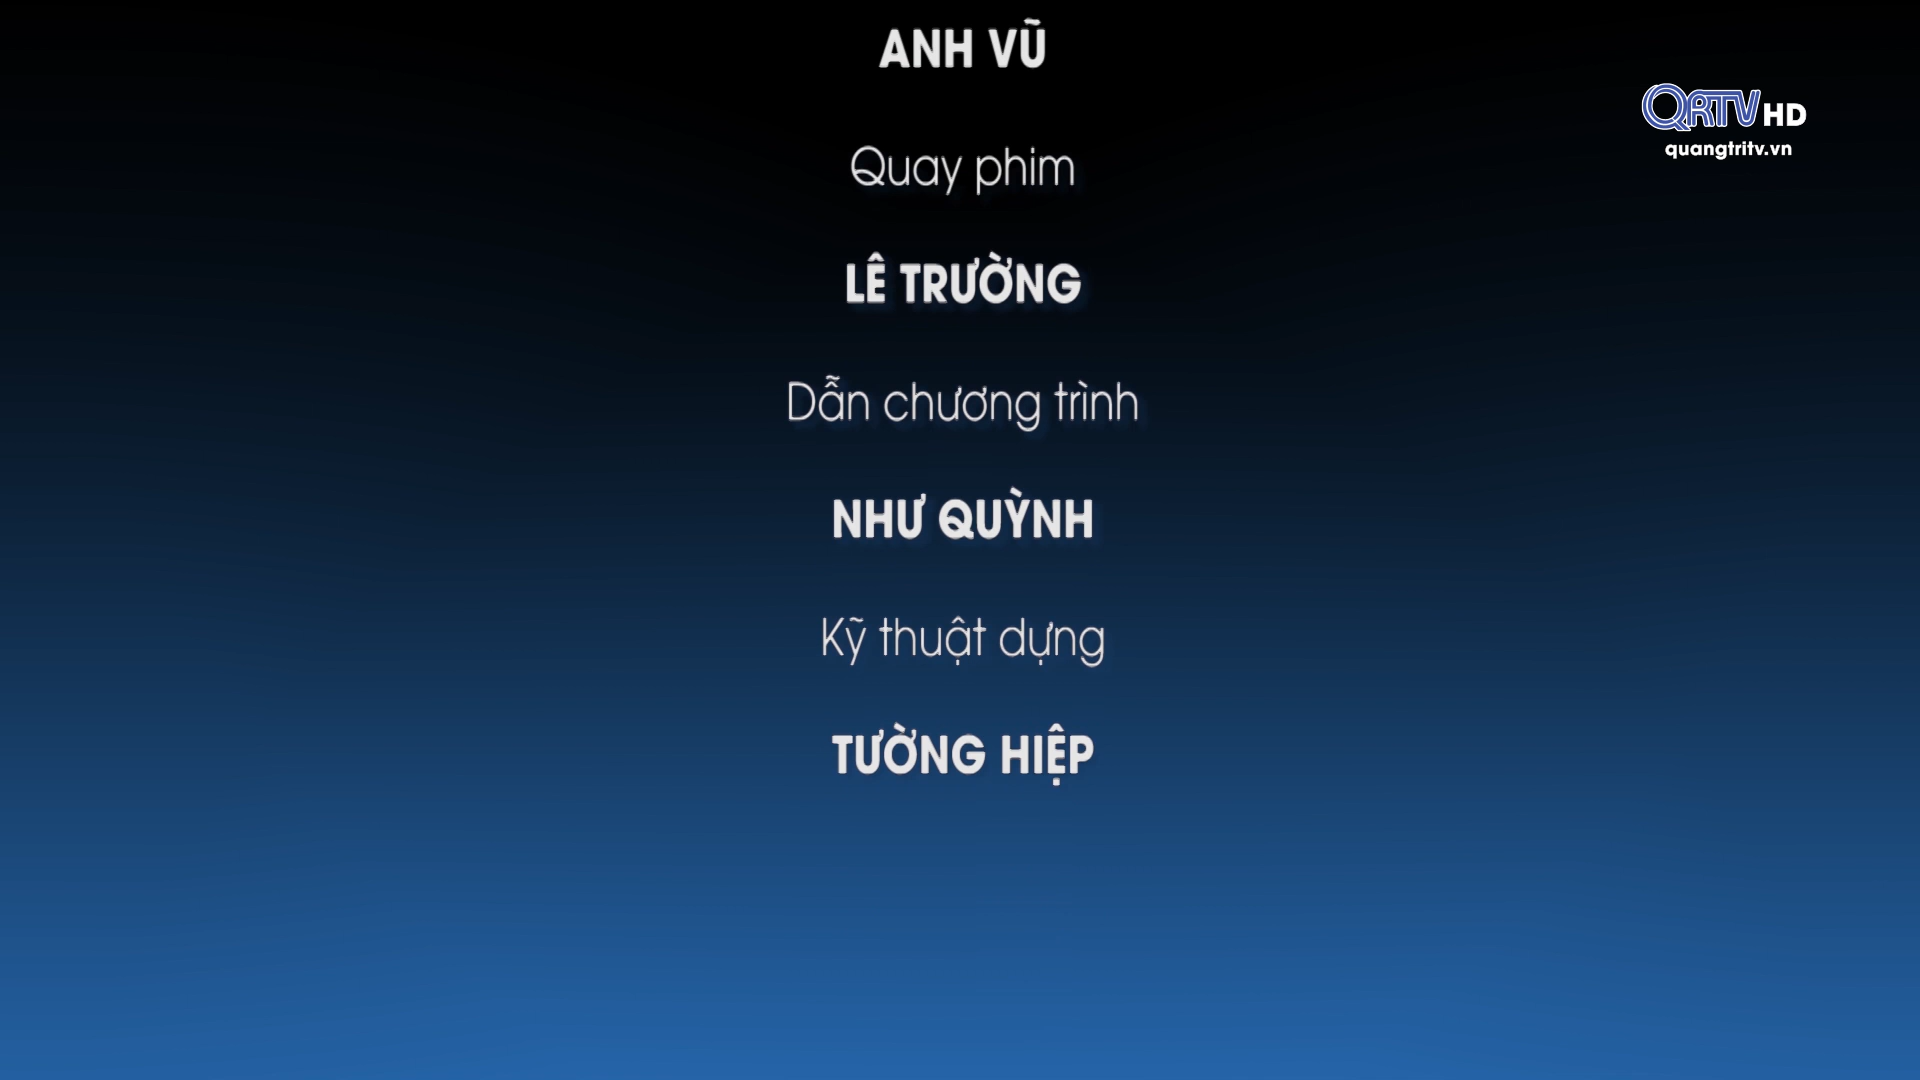 ANH VŨ
QRTV HD
quangtritv.vn
Quay phim
LÊ TRƯỜNG
Dẫn chương trình
NHƯ QUỲNH
Kỹ thuật dựng
TƯỜNG HIỆP